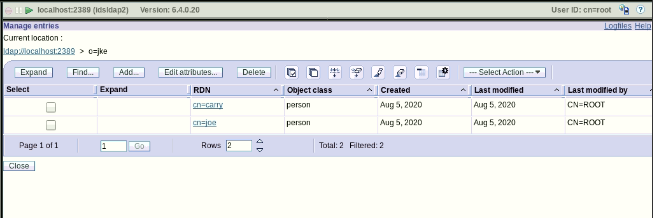 localhost:2389 (idsldap2) Version: 6.4.0.20 User ID: cn=root
Manage entries Logfiles Help
Current location :
ldap://localhost:2389 > o=jke
Expand Find... Add... Edit attributes... Delete --- Select Action ---
Select Expand RDN Object class Created Last modified Last modified by
cn=carry person Aug 5, 2020 Aug 5, 2020 CN=ROOT
cn=joe person Aug 5, 2020 Aug 5, 2020 CN=ROOT
Page 1 of 1 1 Go Rows 2 Total: 2 Filtered: 2
Close